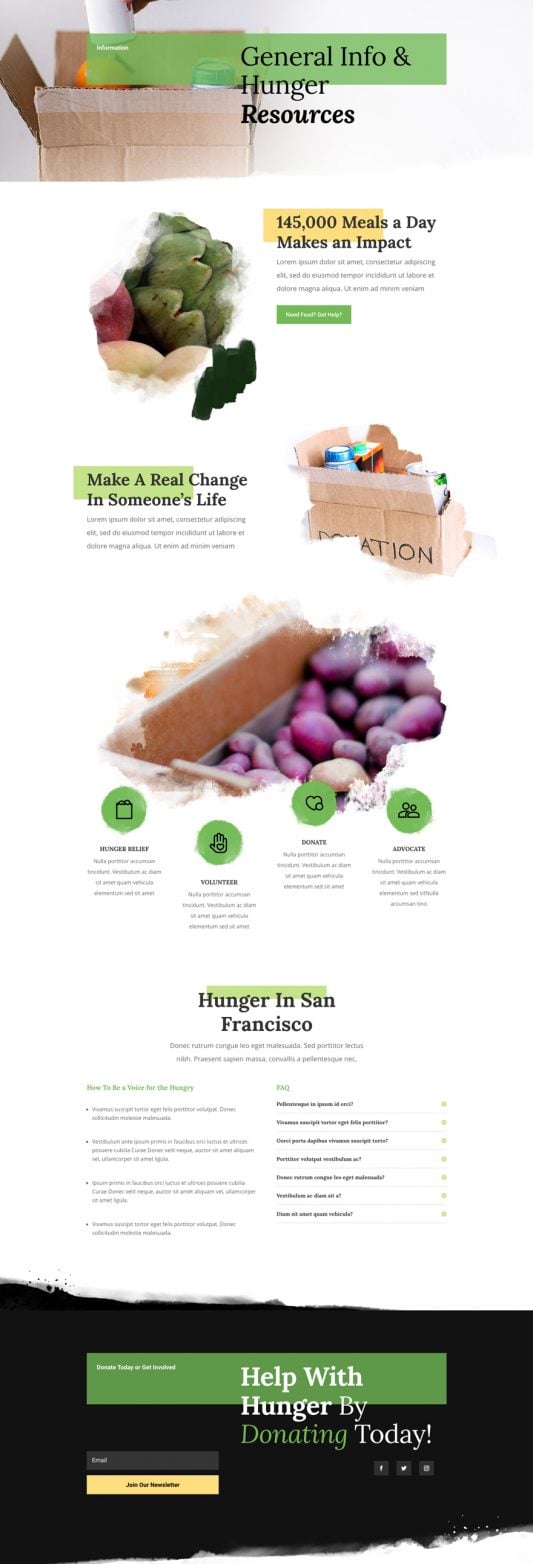 Information
General Info &
Hunger
Resources
145,000 Meals a Day
Makes an Impact
Lorem ipsum dolor sit amet, consectetur adipiscing
elit, sed do eiusmod tempor incididunt ut labore et
dolore magna aliqua. Ut enim ad minim veniam
Need Food? Get Help?
Make A Real Change
In Someone's Life
Lorem ipsum dolor sit amet, consectetur adipiscing
elit, sed do eiusmod tempor incididunt ut labore et
dolore magna aliqua. Ut enim ad minim veniam
DONATION
HUNGER RELIEF
Nulla porttitor accumsan
tincidunt. Vestibulum ac diam
sit amet quam vehicula
elementum sed sit amet
VOLUNTEER
Nulla porttitor accumsan
tincidunt. Vestibulum ac diam
sit amet quam vehicula
elementum sed sit amet
DONATE
Nulla porttitor accumsan
tincidunt. Vestibulum ac diam
sit amet quam vehicula
elementum sed sit amet
ADVOCATE
Nulla porttitor accumsan
tincidunt. Vestibulum ac diam
sit amet quam vehicula
elementum sed sitNulla
accumsan tinci
Hunger In San
Francisco
Donec rutrum congue leo eget malesuada. Sed porttitor lectus
nibh. Praesent sapien massa, convallis a pellentesque nec,
How To Be a Voice for the Hungry
Vivamus suscipit tortor eget felis porttitor volutpat. Donec
sollicitudin molestie malesuada.
Vestibulum ante ipsum primis in faucibus orci luctus et ultrices
posuere cubilia Curae Donec velit neque, auctor sit amet aliquam
vel, ullamcorper sit amet ligula.
Ipsum primis in faucibus orci luctus et ultrices posuere cubilia
Curae Donec velit neque, auctor sit amet aliquam vel, ullamcorper
sit amet ligula.
Vivamus suscipit tortor eget felis porttitor volutpat. Donec
sollicitudin molestie malesuada.
FAQ
Pellentesque in ipsum id orci?
Vivamus suscipit tortor eget felis porttitor?
Ourci porta dapibus vivamus suscipit torto?
Porttitor volutpat vestibulum ac?
Donec rutrum congue leo eget malesuada?
Vestibulum ac diam sit a?
Diam sit amet quam vehicula?
Donate Today or Get Involved
Help With
Hunger By
Donating Today!
Email
Join Our Newsletter